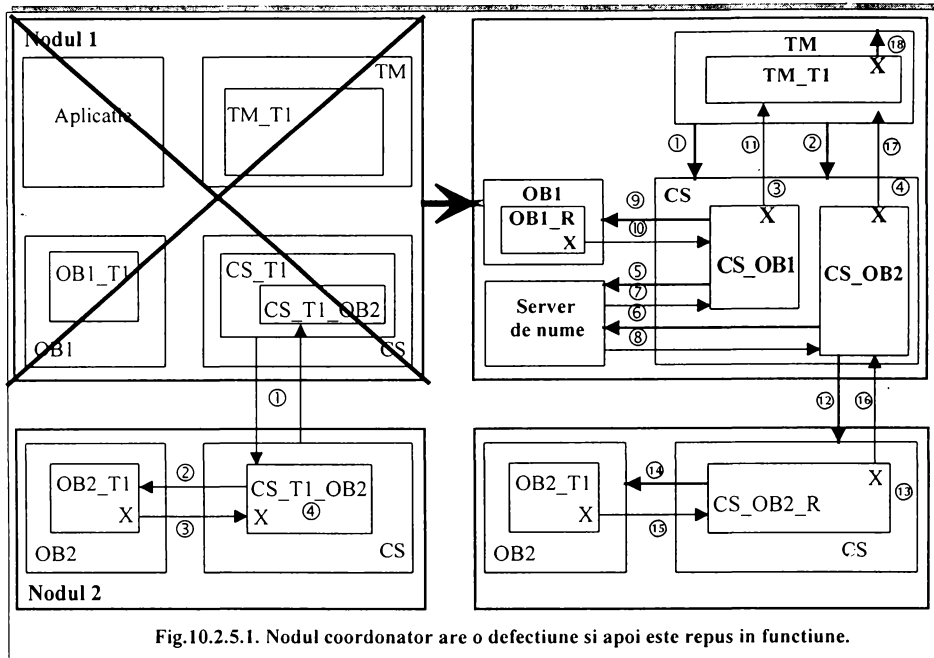 Nodul 1
Aplicatie
TM
TM_T1
OB1_T1
OB1
CS_T1
CS_T1_OB2
CS
①
OB2_T1
X
OB2
②
③
CS_T1_OB2
X
④
CS
Nodul 2
TM
⑱
X
TM_T1
①
⑪
②
⑰
CS
③
④
X
X
OB1
OB1_R
X
⑨
⑩
CS_OB1
CS_OB2
⑤
⑦
⑥
⑧
Server
de nume
⑫
⑯
OB2_T1
X
OB2
⑭
⑮
X
⑬
CS_OB2_R
CS
Fig.10.2.5.1. Nodul coordonator are o defectiune si apoi este repus in functiune.